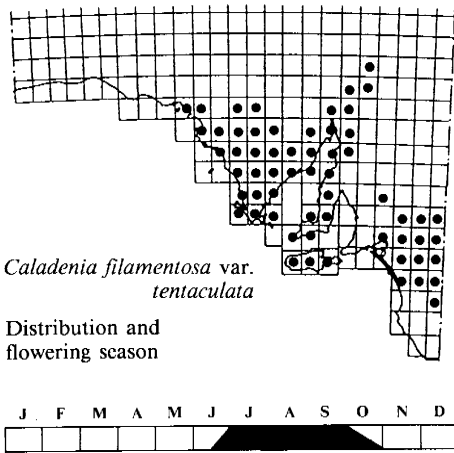 Caladenia filamentosa var.
tentaculata
Distribution and
flowering season
J F M A M J J A S O N D